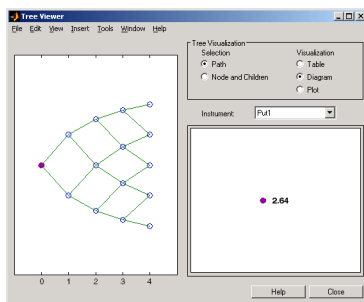 Tree Viewer
File Edit View Insert Tools Window Help
Tree Visualization
Selection
Visualization
Path
Table
Node and Children
Diagram
Plot
Instrument:
Put1
2.64
0 1 2 3 4
Help
Close